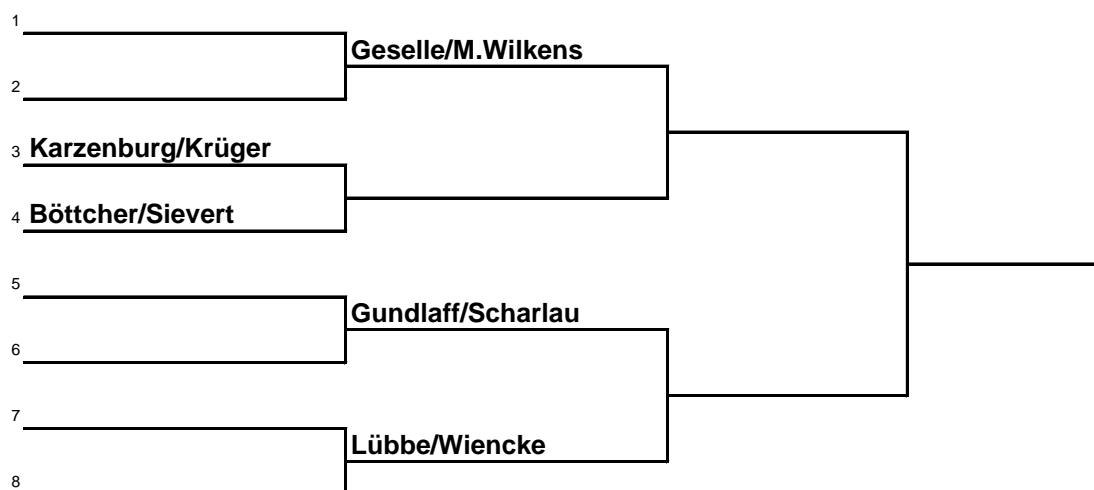 1
Geselle/M.Wilkens
2
3 Karzenburg/Krüger
4 Böttcher/Sievert
5
Gundlaff/Scharlau
6
7
Lübbe/Wiencke
8